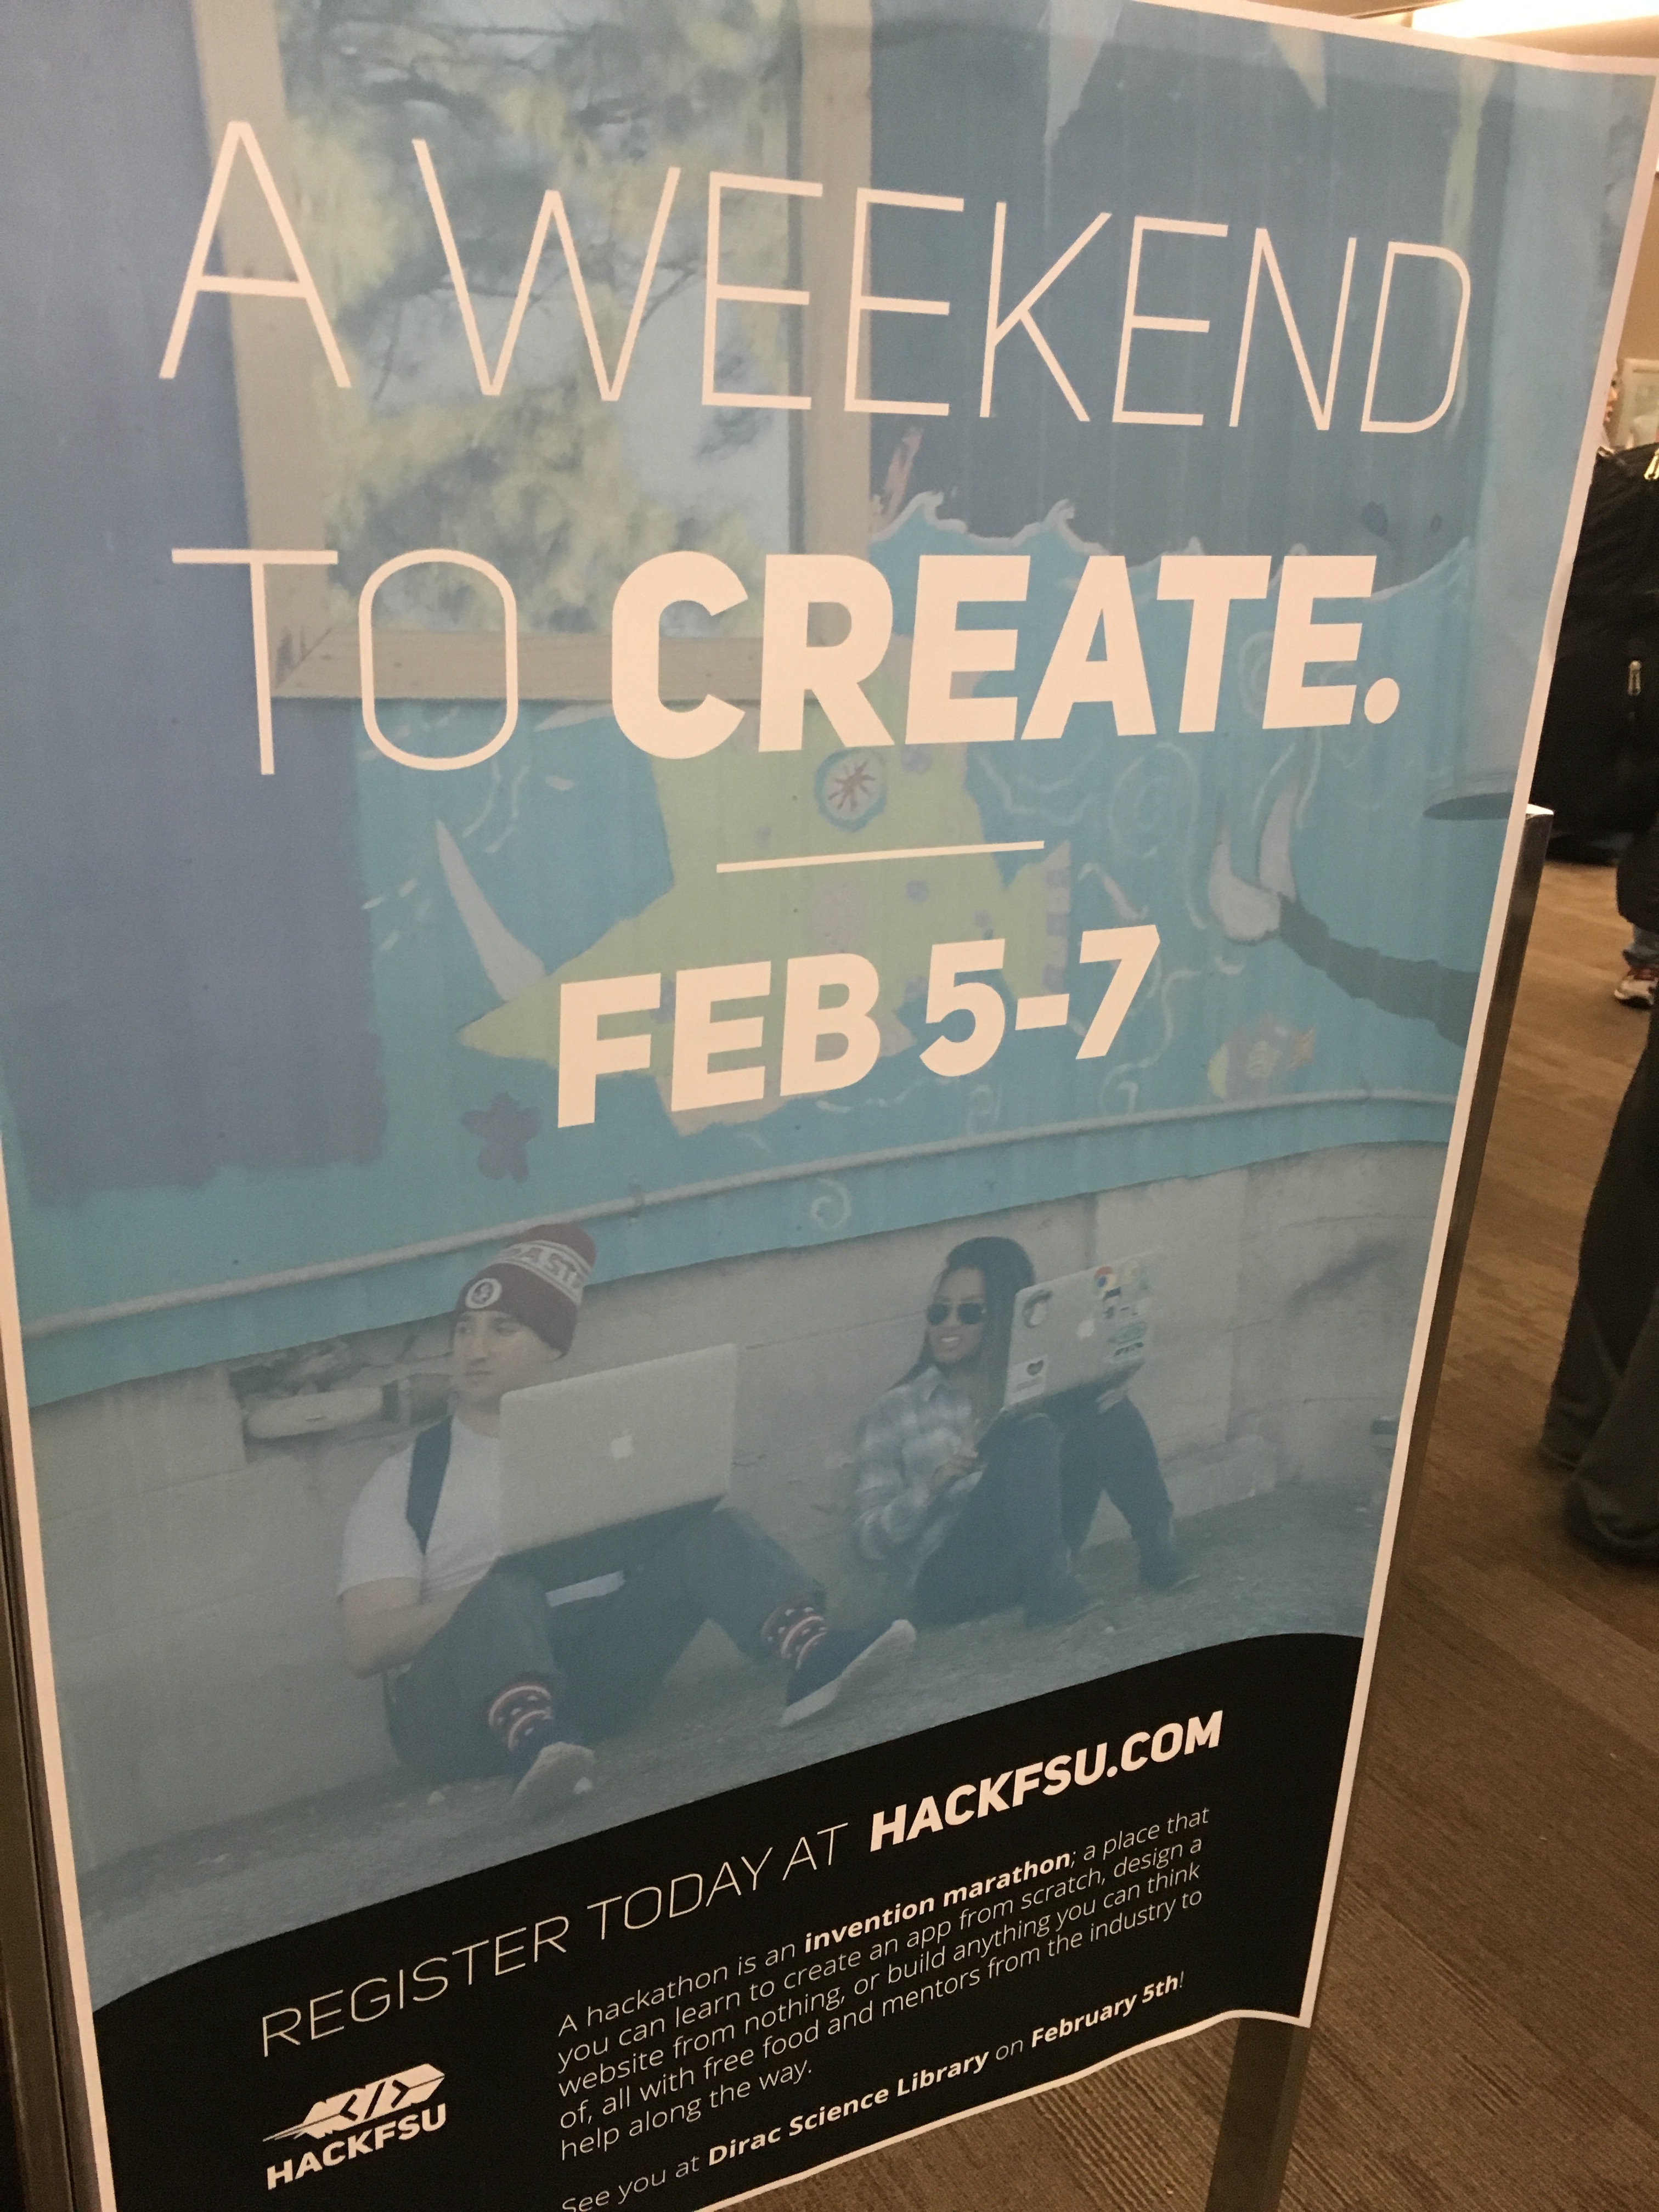 A WEEKEND
TO CREATE.
FEB 5-7
REGISTER TODAY AT HACKFSU.COM
A hackathon is an invention marathon; a place that
you can learn to create an app from scratch, design a
website from nothing, or build anything you can think
of, all with free food and mentors from the industry to
help along the way.
See you at Dirac Science Library on February 5th!
HACKFSU